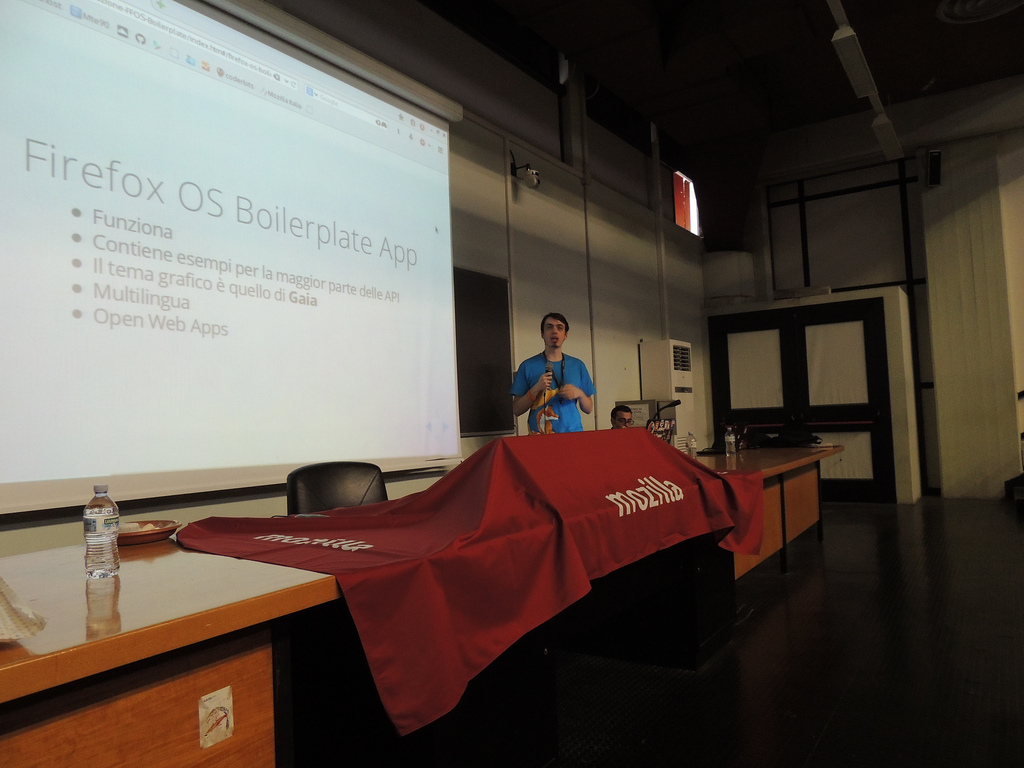 Firefox OS Boilerplate App
Funziona
Contiene esempi per la maggior parte delle API
Il tema grafico è quello di Gaia
Multilingua
Open Web Apps
mozilla
mozilla